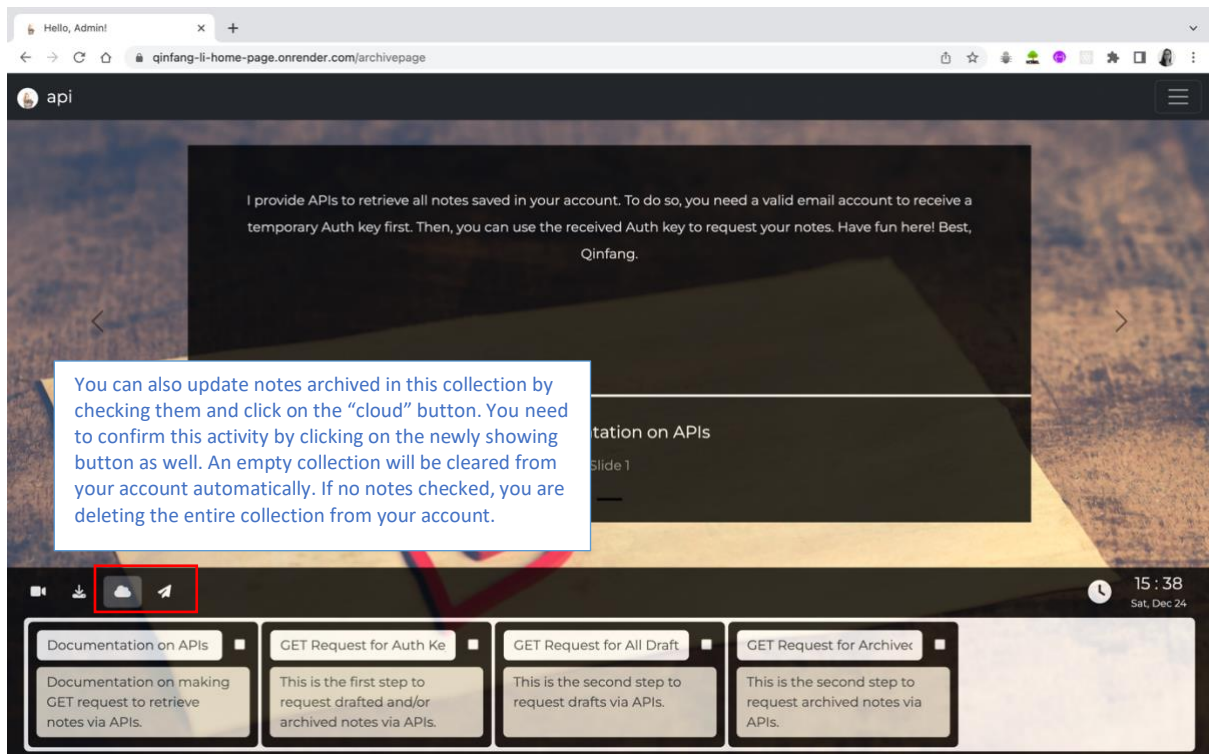 Hello, Admin!
qinfang-li-home-page.onrender.com/archivepage
api
I provide APIs to retrieve all notes saved in your account. To do so, you need a valid email account to receive a
temporary Auth key first. Then, you can use the received Auth key to request your notes. Have fun here! Best,
Qinfang.
You can also update notes archived in this collection by
checking them and click on the “cloud” button. You need
to confirm this activity by clicking on the newly showing
button as well. An empty collection will be cleared from
your account automatically. If no notes checked, you are
deleting the entire collection from your account.
tation on APIs
Slide 1
15 : 38
Sat, Dec 24
Documentation on APIs
Documentation on making
GET request to retrieve
notes via APIs.
GET Request for Auth Ke
This is the first step to
request drafted and/or
archived notes via APIs.
GET Request for All Draft
This is the second step to
request drafts via APIs.
GET Request for Archivec
This is the second step to
request archived notes via
APIs.